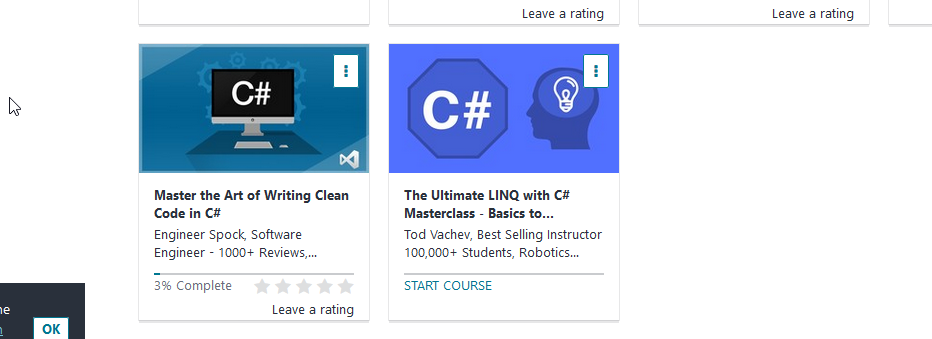 Leave a rating
Leave a rating
C#
C#
Master the Art of Writing Clean
Code in C#
Engineer Spock, Software
Engineer - 1000+ Reviews,...
3% Complete
Leave a rating
The Ultimate LINQ with C#
Masterclass - Basics to...
Tod Vachev, Best Selling Instructor
100,000+ Students, Robotics...
START COURSE
OK